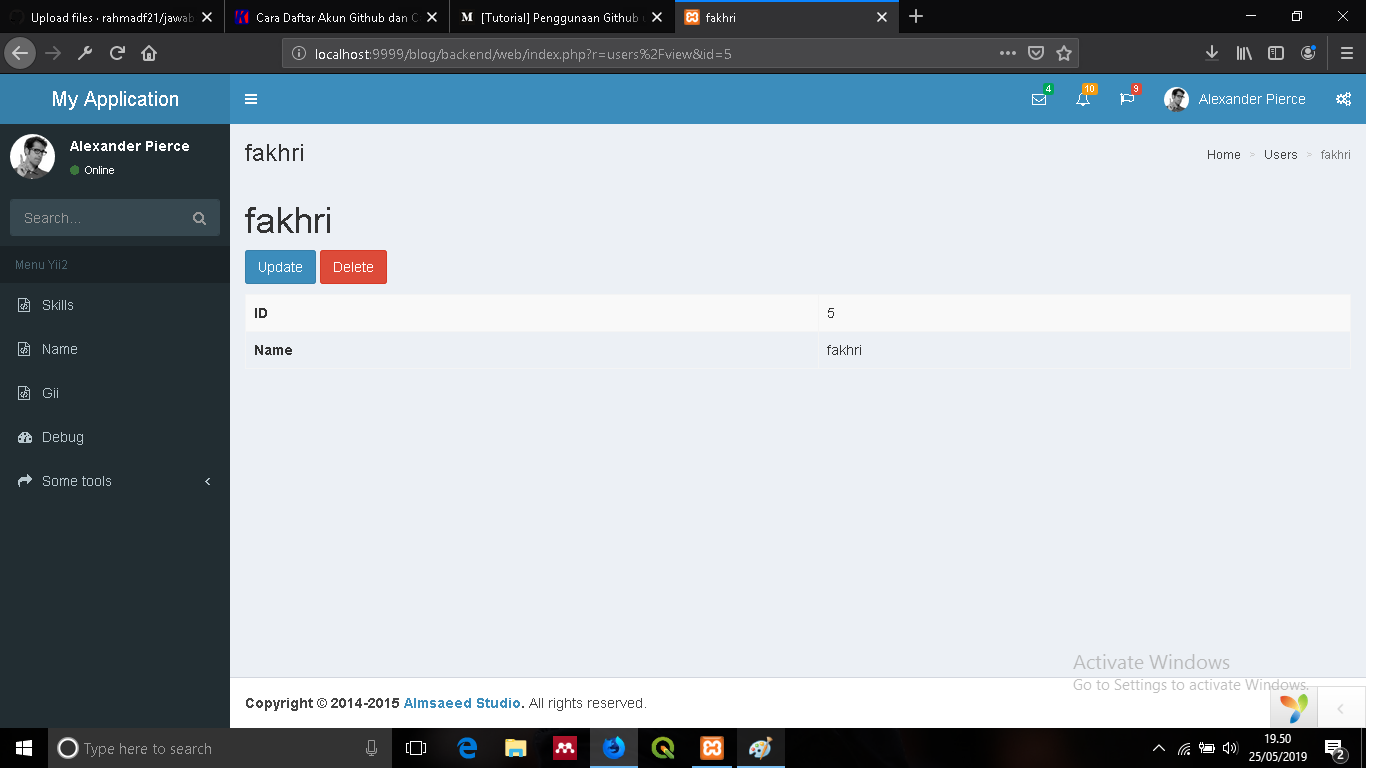 Upload files · rahmadf21/jawab
Cara Daftar Akun Github dan C
M [Tutorial] Penggunaan Github
fakhri
localhost:9999/blog/backend/web/index.php?r=users%2Fview&id=5
My Application
4
10
9
Alexander Pierce
Alexander Pierce
Online
Search...
Menu Yii2
Skills
Name
Gii
Debug
Some tools
fakhri
Home > Users > fakhri
fakhri
Update
Delete
ID 5
Name fakhri
Activate Windows
Go to Settings to activate Windows.
Copyright © 2014-2015 Almsaeed Studio. All rights reserved.
Type here to search
19.50
25/05/2019
2